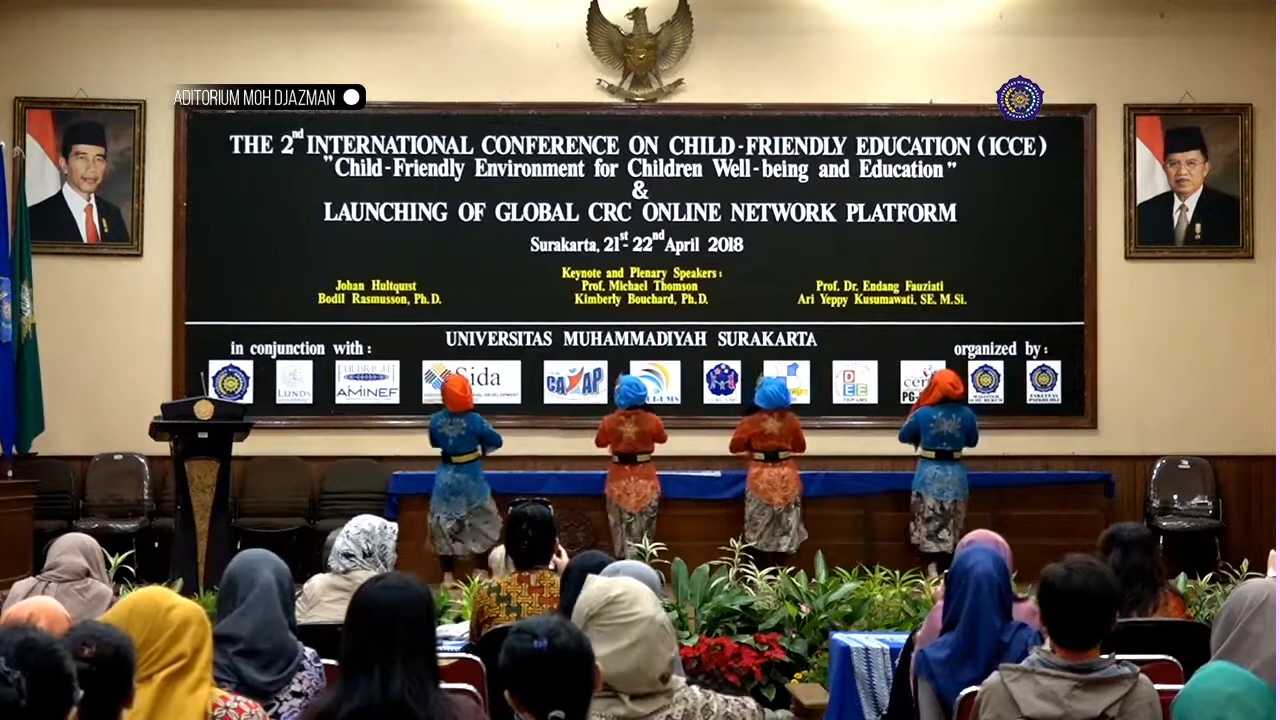 ADITORIUM MOH DJAZMAN
THE 2nd INTERNATIONAL CONFERENCE ON CHILD-FRIENDLY EDUCATION (ICCE)
"Child-Friendly Environment for Children Well-being and Education"
&
LAUNCHING OF GLOBAL CRC ONLINE NETWORK PLATFORM
Surakarta, 21st- 22nd April 2018
Keynote and Plenary Speakers:
Johan Hultquist
Prof. Michael Thomson
Prof. Dr. Endang Fauziati
Bodil Rasmusson, Ph.D.
Kimberly Bouchard, Ph.D.
Ari Yeppy Kusumawati, SE, M.Si.
UNIVERSITAS MUHAMMADIYAH SURAKARTA
in conjunction with:
organized by:
LUNDS
FULBRIGHT
AMINEF
Sida
DEE